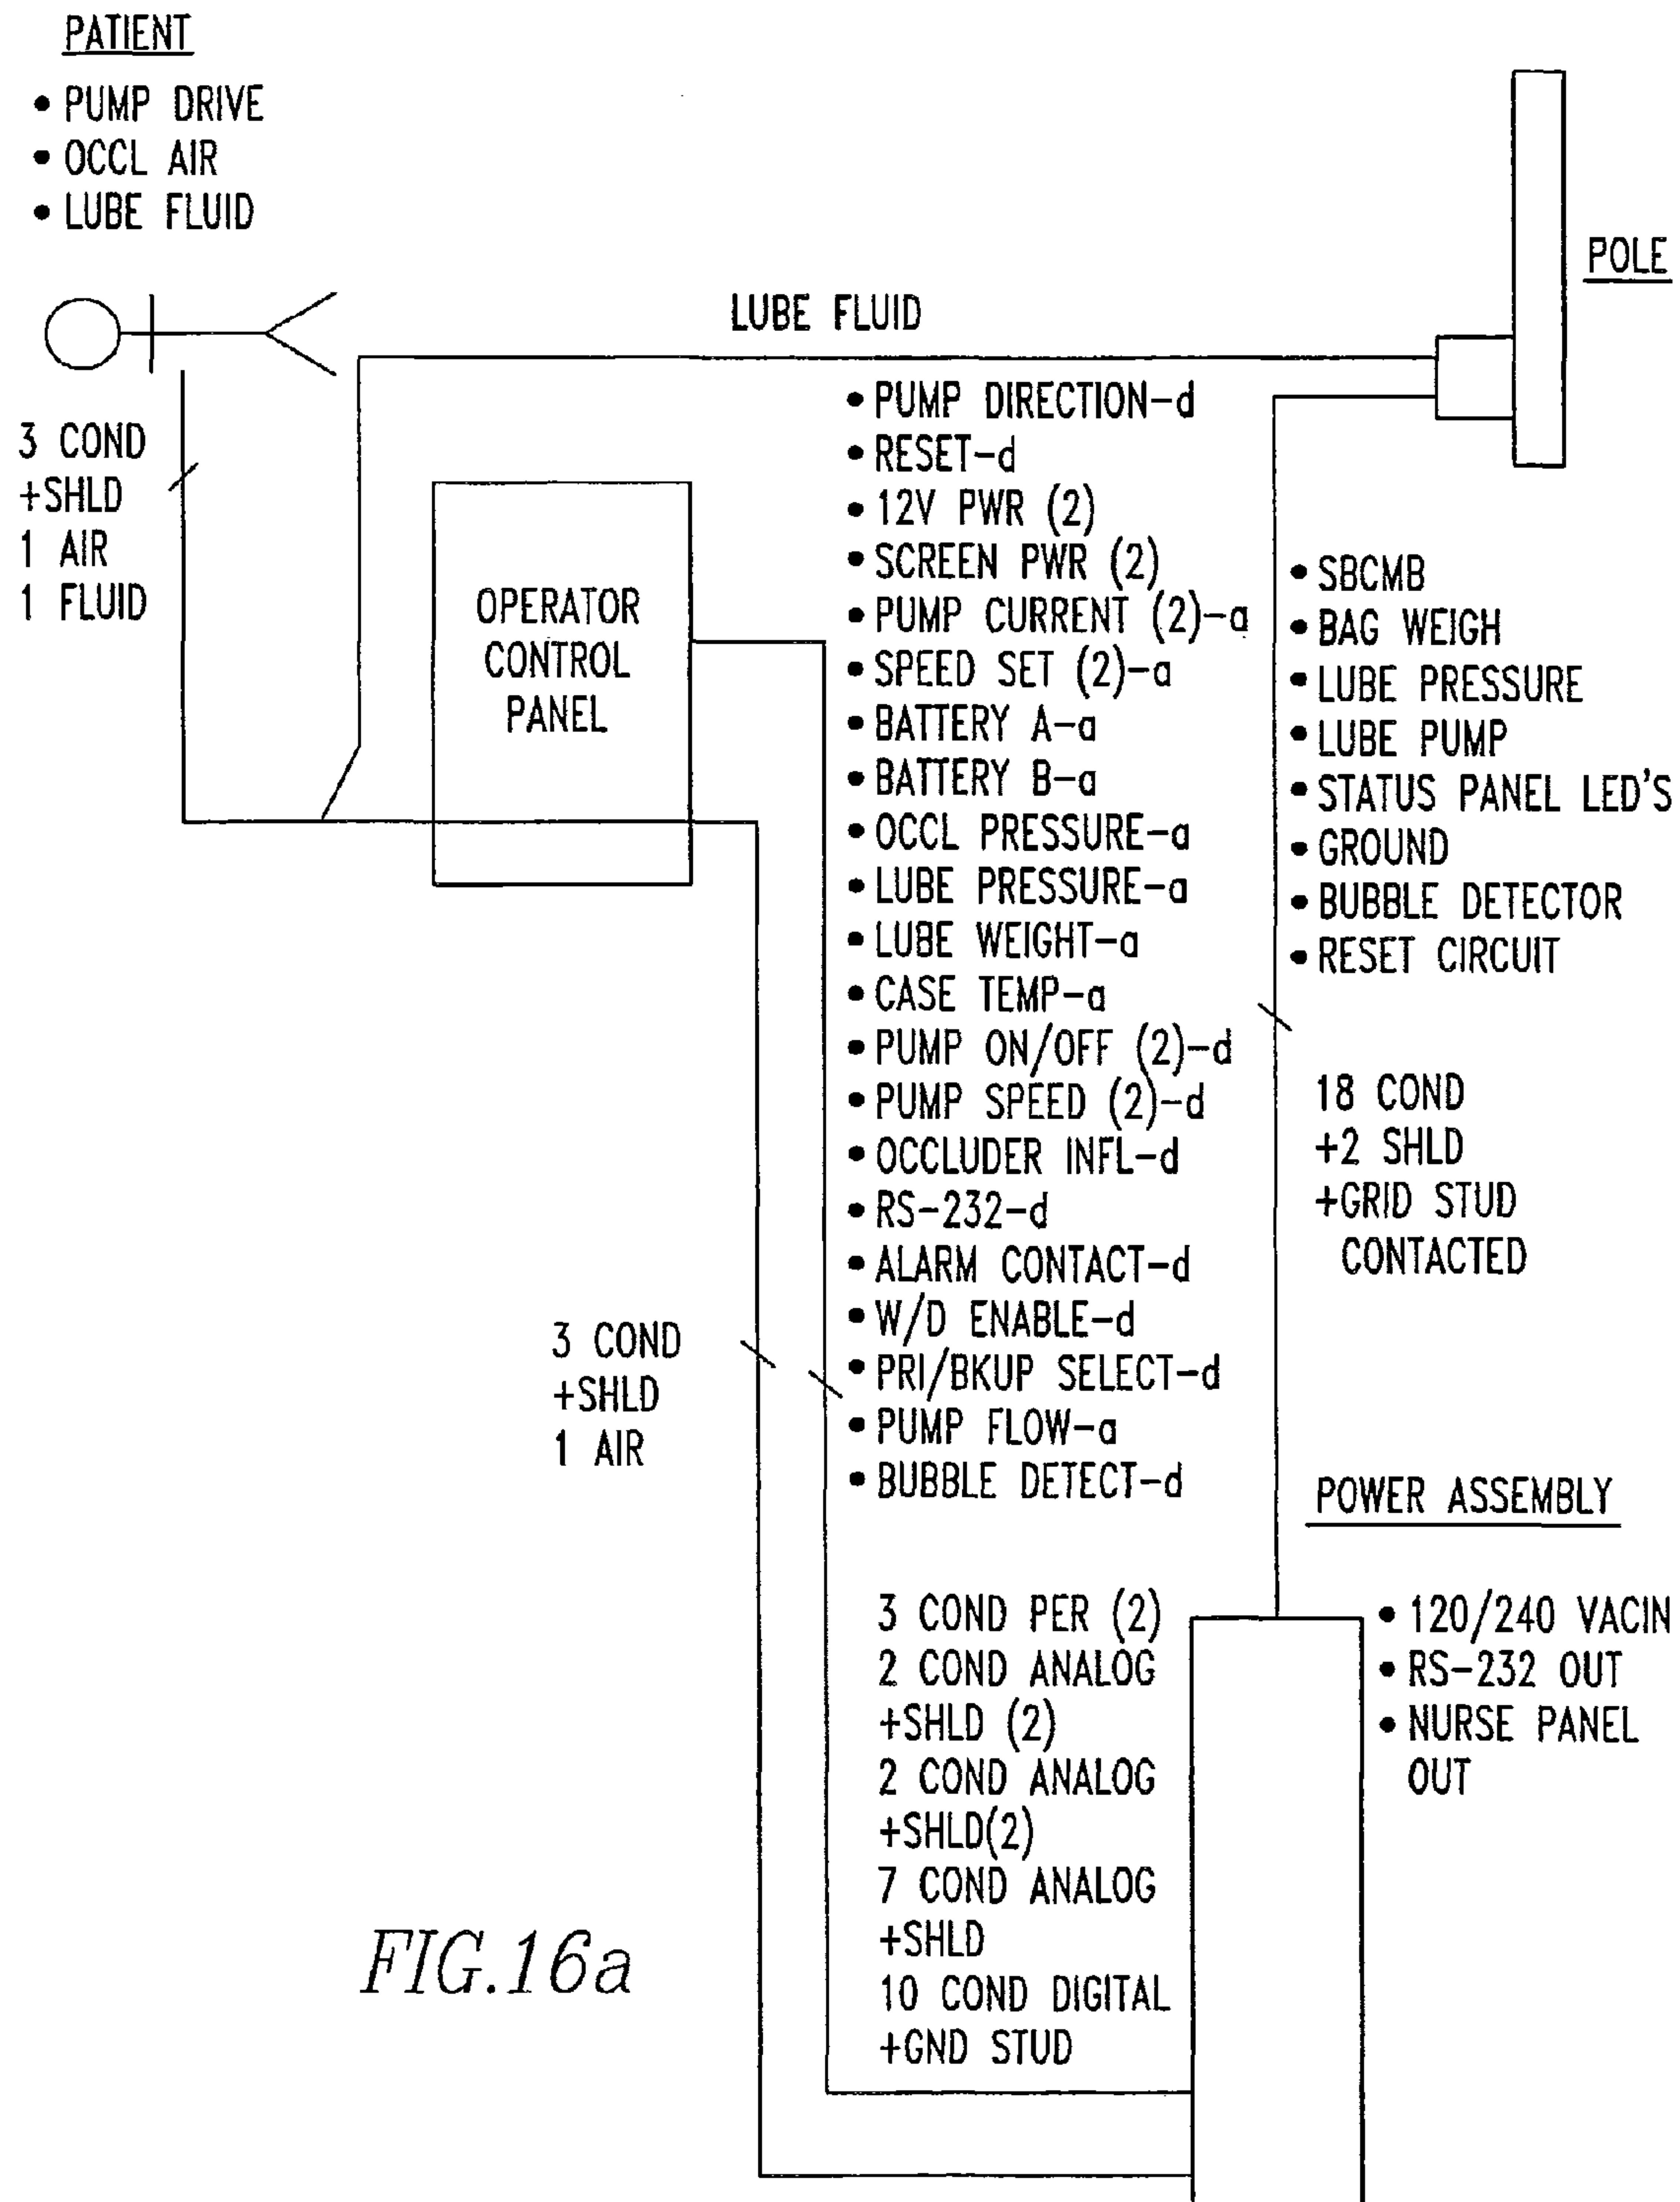 PATIENT
• PUMP DRIVE
• OCCL AIR
• LUBE FLUID
POLE
LUBE FLUID
3 COND
+SHLD
1 AIR
1 FLUID
OPERATOR
CONTROL
PANEL
• PUMP DIRECTION-d
• RESET-d
• 12V PWR (2)
• SCREEN PWR (2)
• PUMP CURRENT (2)-a
• SPEED SET (2)-a
• BATTERY A-a
• BATTERY B-a
• OCCL PRESSURE-a
• LUBE PRESSURE-a
• LUBE WEIGHT-a
• CASE TEMP-a
• PUMP ON/OFF (2)-d
• PUMP SPEED (2)-d
• OCCLUDER INFL-d
• RS-232-d
• ALARM CONTACT-d
• W/D ENABLE-d
• PRI/BKUP SELECT-d
• PUMP FLOW-a
• BUBBLE DETECT-d
• SBCMB
• BAG WEIGH
• LUBE PRESSURE
• LUBE PUMP
• STATUS PANEL LED'S
• GROUND
• BUBBLE DETECTOR
• RESET CIRCUIT
18 COND
+2 SHLD
+GRID STUD
CONTACTED
3 COND
+SHLD
1 AIR
POWER ASSEMBLY
3 COND PER (2)
2 COND ANALOG
+SHLD (2)
2 COND ANALOG
+SHLD(2)
7 COND ANALOG
+SHLD
10 COND DIGITAL
+GND STUD
• 120/240 VACIN
• RS-232 OUT
• NURSE PANEL
OUT
FIG.16a